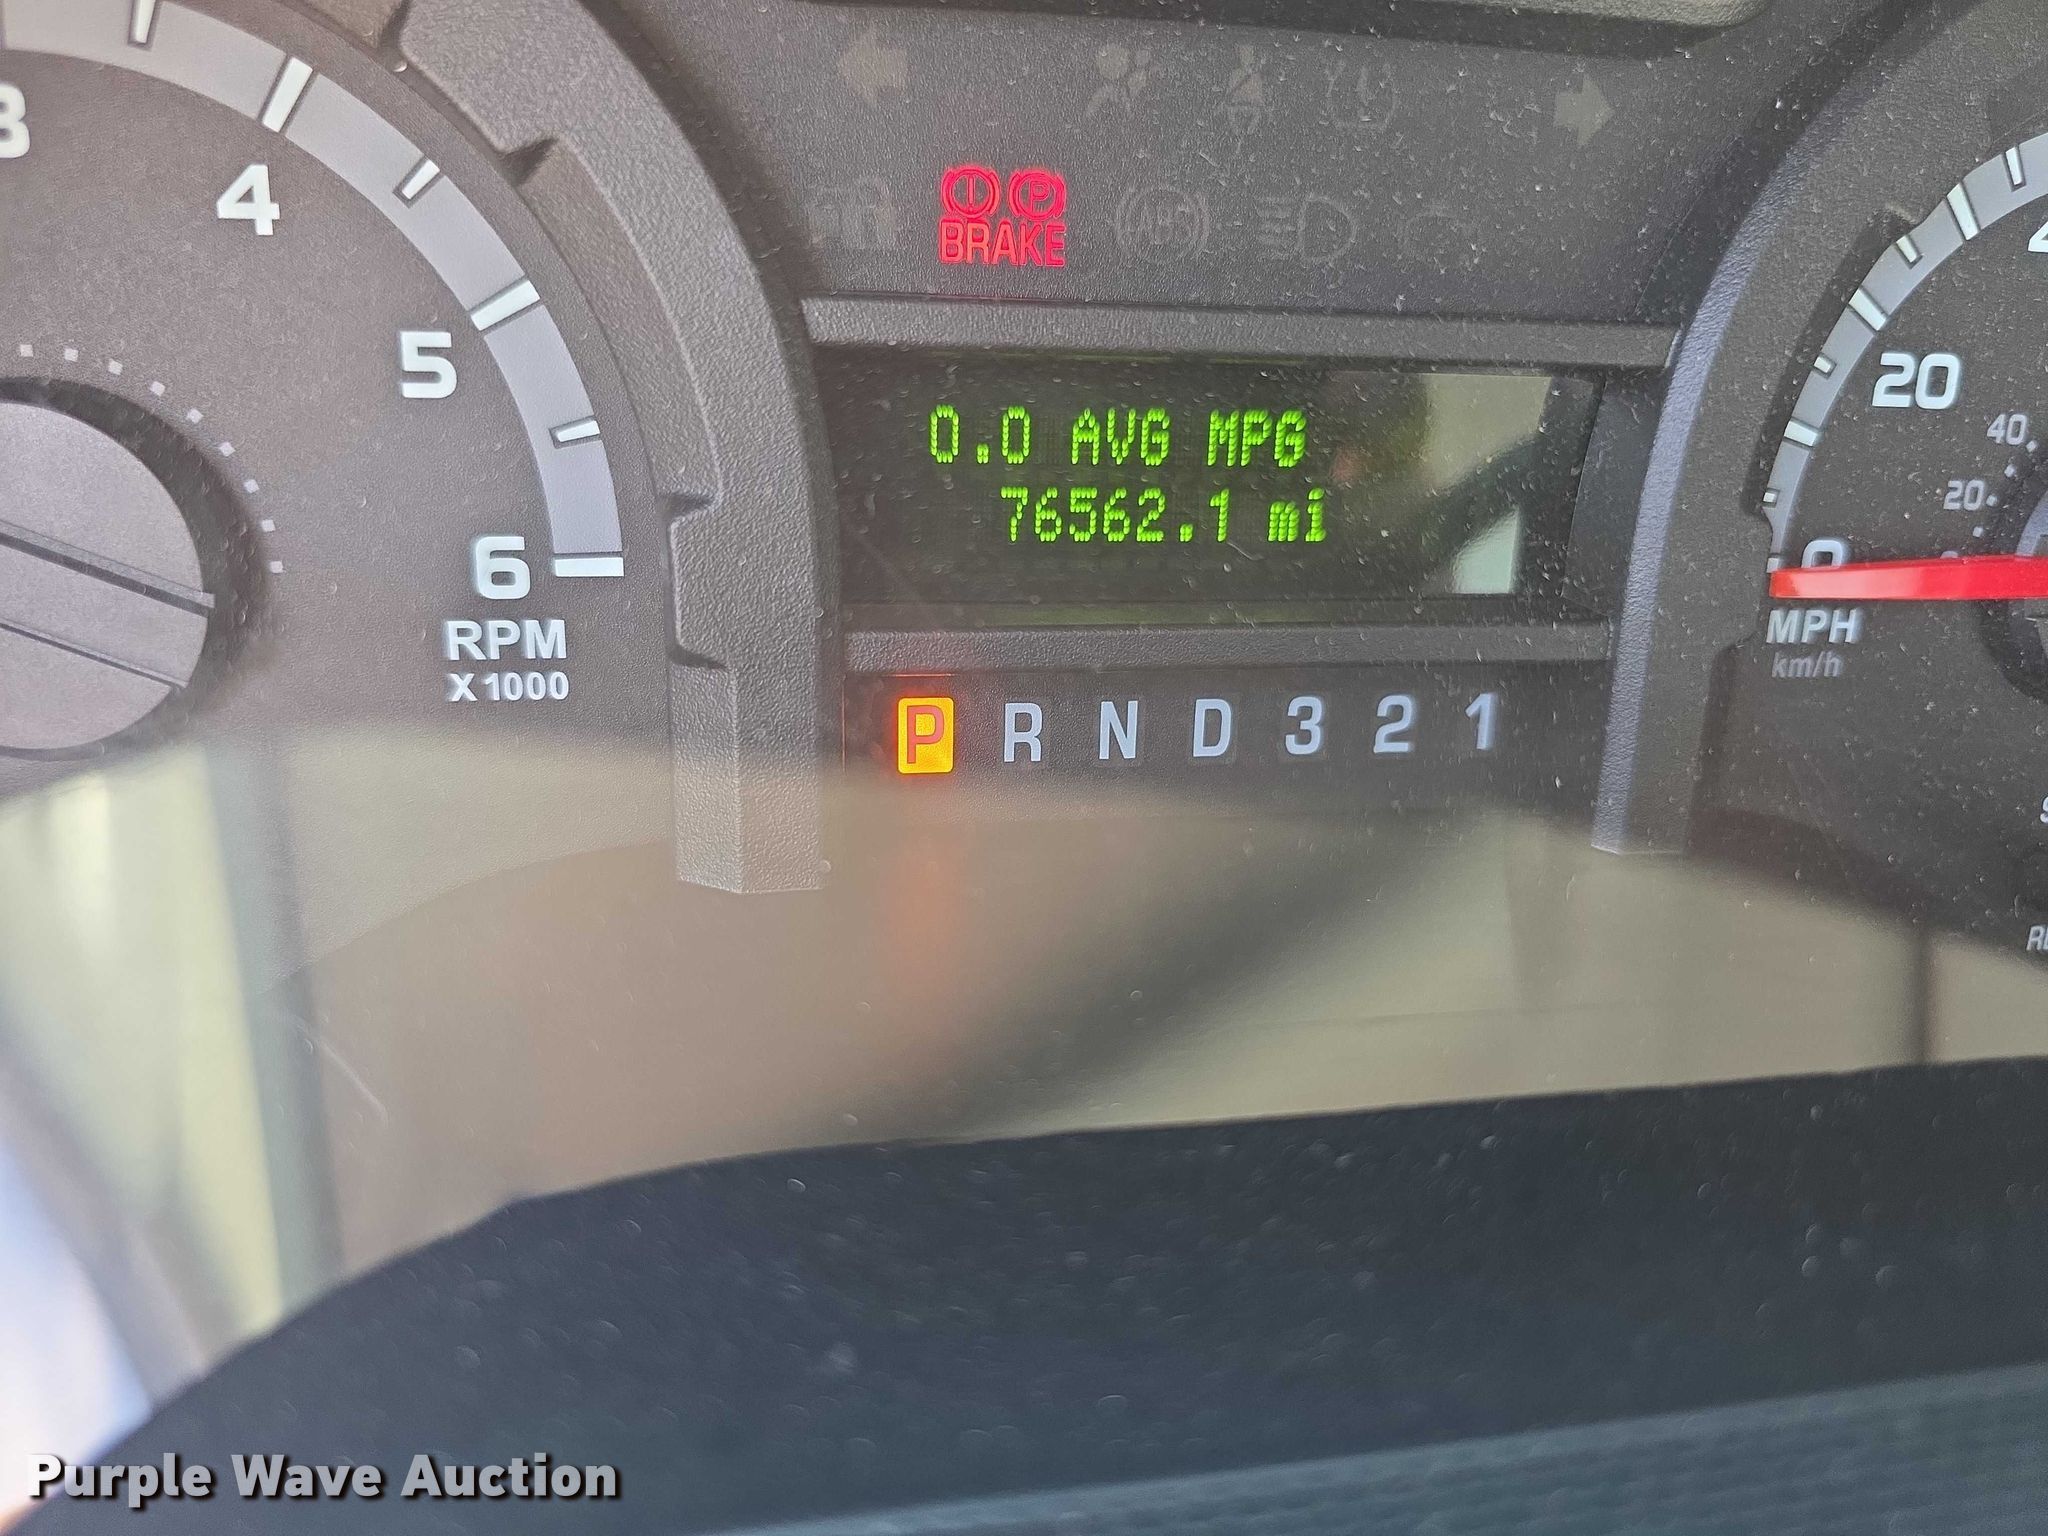 3
4
5
6
RPM
X 1000
BRAKE
0.0 AVG MPG
76562.1 mi
P R N D 3 2 1
20
40
20
0
MPH
km/h
Purple Wave Auction